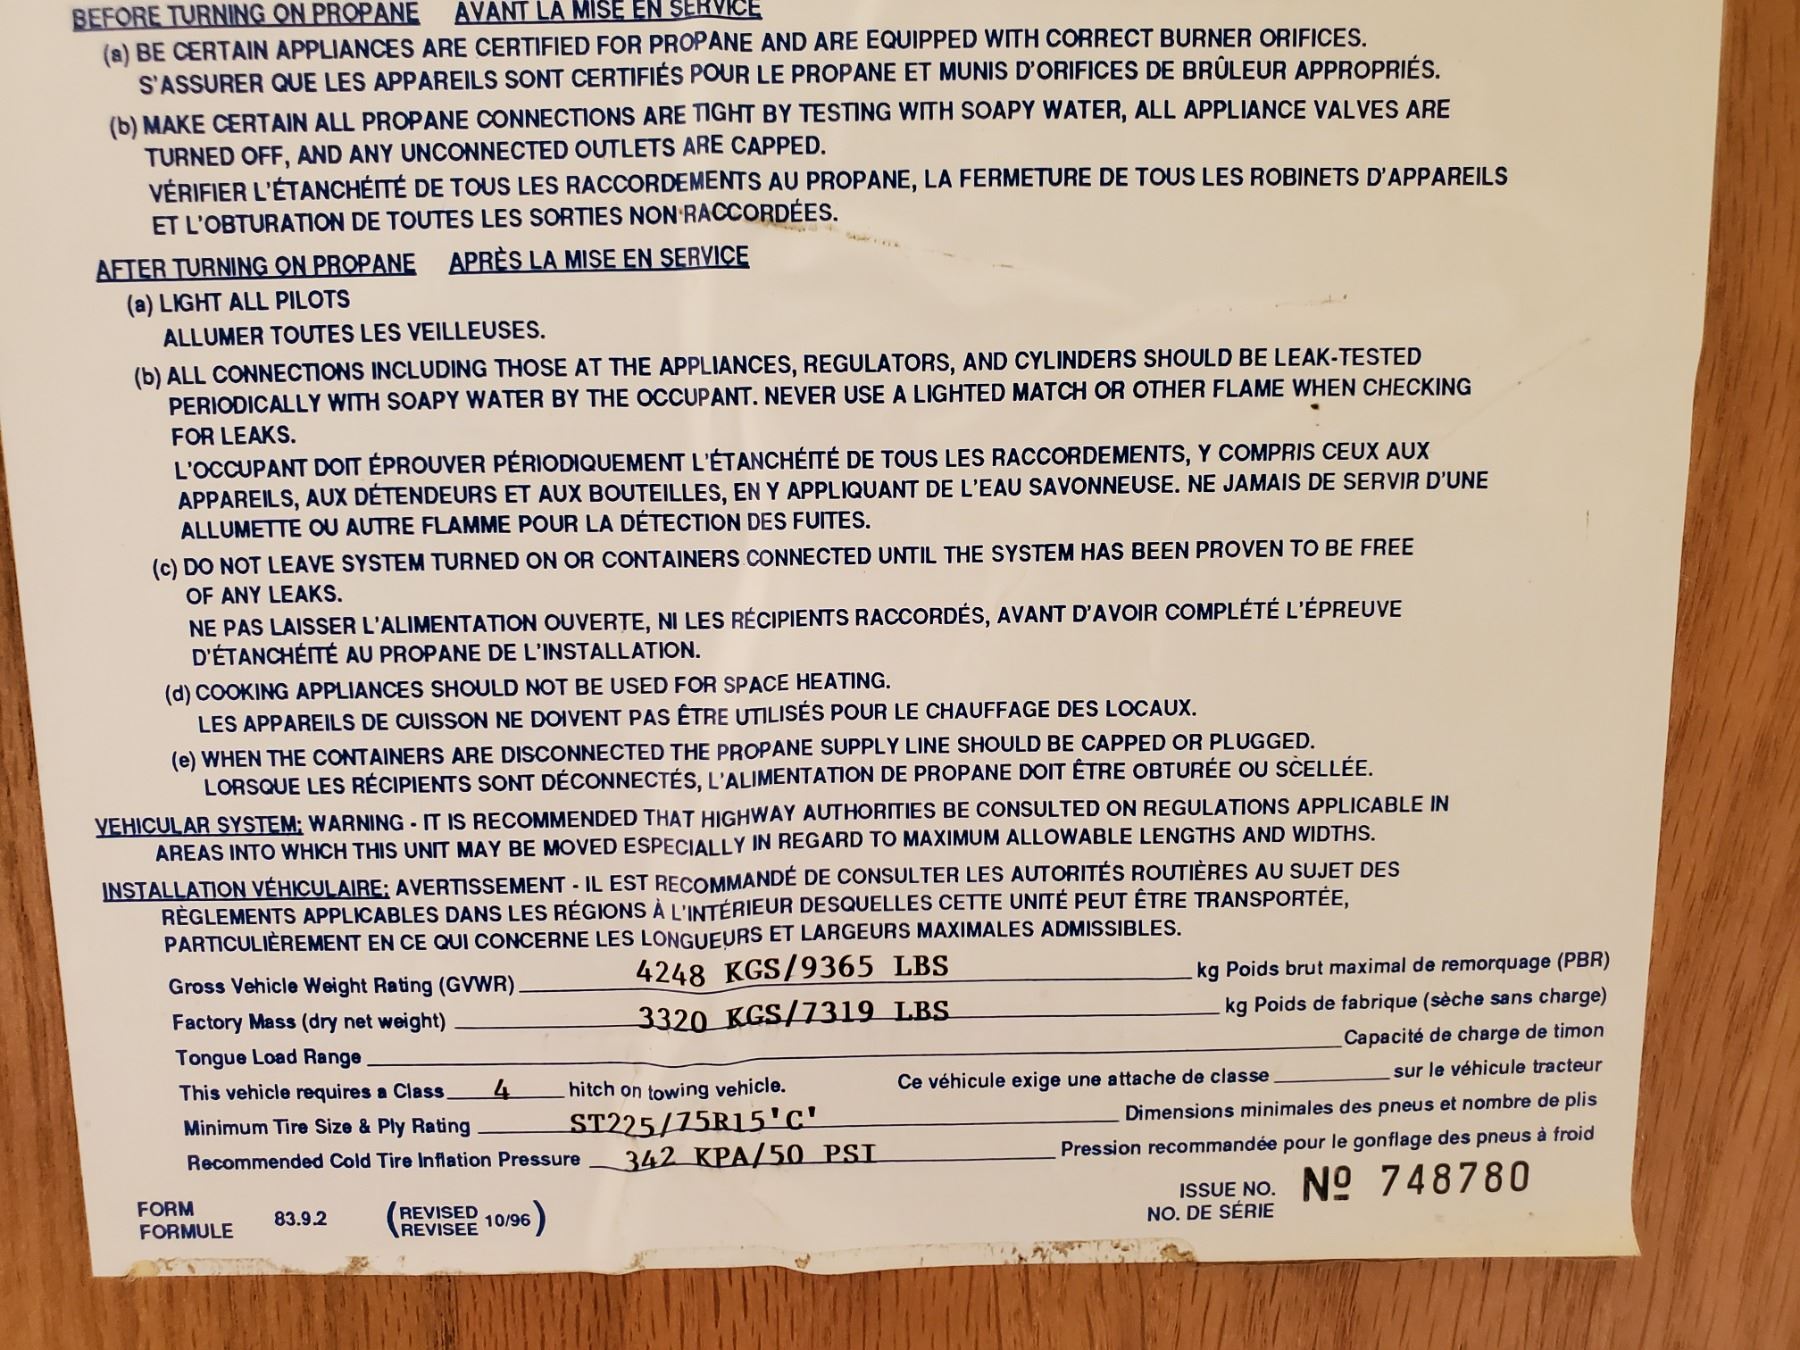 BEFORE TURNING ON PROPANE AVANT LA MISE EN SERVICE
(a) BE CERTAIN APPLIANCES ARE CERTIFIED FOR PROPANE AND ARE EQUIPPED WITH CORRECT BURNER ORIFICES.
S'ASSURER QUE LES APPAREILS SONT CERTIFIÉS POUR LE PROPANE ET MUNIS D'ORIFICES DE BRÛLEUR APPROPRIÉS.
(b) MAKE CERTAIN ALL PROPANE CONNECTIONS ARE TIGHT BY TESTING WITH SOAPY WATER, ALL APPLIANCE VALVES ARE
TURNED OFF, AND ANY UNCONNECTED OUTLETS ARE CAPPED.
VÉRIFIER L'ÉTANCHÉITÉ DE TOUS LES RACCORDEMENTS AU PROPANE, LA FERMETURE DE TOUS LES ROBINETS D'APPAREILS
ET L'OBTURATION DE TOUTES LES SORTIES NON RACCORDÉES.
AFTER TURNING ON PROPANE APRÈS LA MISE EN SERVICE
(a) LIGHT ALL PILOTS
ALLUMER TOUTES LES VEILLEUSES.
(b) ALL CONNECTIONS INCLUDING THOSE AT THE APPLIANCES, REGULATORS, AND CYLINDERS SHOULD BE LEAK-TESTED
PERIODICALLY WITH SOAPY WATER BY THE OCCUPANT. NEVER USE A LIGHTED MATCH OR OTHER FLAME WHEN CHECKING
FOR LEAKS.
L'OCCUPANT DOIT ÉPROUVER PÉRIODIQUEMENT L'ÉTANCHÉITÉ DE TOUS LES RACCORDEMENTS, Y COMPRIS CEUX AUX
APPAREILS, AUX DÉTENDEURS ET AUX BOUTEILLES, EN Y APPLIQUANT DE L'EAU SAVONNEUSE. NE JAMAIS DE SERVIR D'UNE
ALLUMETTE OU AUTRE FLAMME POUR LA DÉTECTION DES FUITES.
(c) DO NOT LEAVE SYSTEM TURNED ON OR CONTAINERS CONNECTED UNTIL THE SYSTEM HAS BEEN PROVEN TO BE FREE
OF ANY LEAKS.
NE PAS LAISSER L'ALIMENTATION OUVERTE, NI LES RÉCIPIENTS RACCORDÉS, AVANT D'AVOIR COMPLÉTÉ L'ÉPREUVE
D'ÉTANCHÉITÉ AU PROPANE DE L'INSTALLATION.
(d) COOKING APPLIANCES SHOULD NOT BE USED FOR SPACE HEATING.
LES APPAREILS DE CUISSON NE DOIVENT PAS ÊTRE UTILISÉS POUR LE CHAUFFAGE DES LOCAUX.
(e) WHEN THE CONTAINERS ARE DISCONNECTED THE PROPANE SUPPLY LINE SHOULD BE CAPPED OR PLUGGED.
LORSQUE LES RÉCIPIENTS SONT DÉCONNECTÉS, L'ALIMENTATION DE PROPANE DOIT ÊTRE OBTURÉE OU SCELLÉE.
VEHICULAR SYSTEM: WARNING - IT IS RECOMMENDED THAT HIGHWAY AUTHORITIES BE CONSULTED ON REGULATIONS APPLICABLE IN
AREAS INTO WHICH THIS UNIT MAY BE MOVED ESPECIALLY IN REGARD TO MAXIMUM ALLOWABLE LENGTHS AND WIDTHS.
INSTALLATION VÉHICULAIRE: AVERTISSEMENT - IL EST RECOMMANDÉ DE CONSULTER LES AUTORITÉS ROUTIÈRES AU SUJET DES
RÈGLEMENTS APPLICABLES DANS LES RÉGIONS À L'INTÉRIEUR DESQUELLES CETTE UNITÉ PEUT ÊTRE TRANSPORTÉE,
PARTICULIÈREMENT EN CE QUI CONCERNE LES LONGUEURS ET LARGEURS MAXIMALES ADMISSIBLES.
Gross Vehicle Weight Rating (GVWR) 4248 KGS/9365 LBS kg Poids brut maximal de remorquage (PBR)
Factory Mass (dry net weight) 3320 KGS/7319 LBS kg Poids de fabrique (sèche sans charge)
Tongue Load Range Capacité de charge de timon
This vehicle requires a Class 4 hitch on towing vehicle. Ce véhicule exige une attache de classe sur le véhicule tracteur
Minimum Tire Size & Ply Rating ST225/75R15'C' Dimensions minimales des pneus et nombre de plis
Recommended Cold Tire Inflation Pressure 342 KPA/50 PSI Pression recommandée pour le gonflage des pneus à froid
FORM
FORMULE 83.9.2 (REVISED REVISEE 10/96)
ISSUE NO.
NO. DE SÉRIE Nº 748780